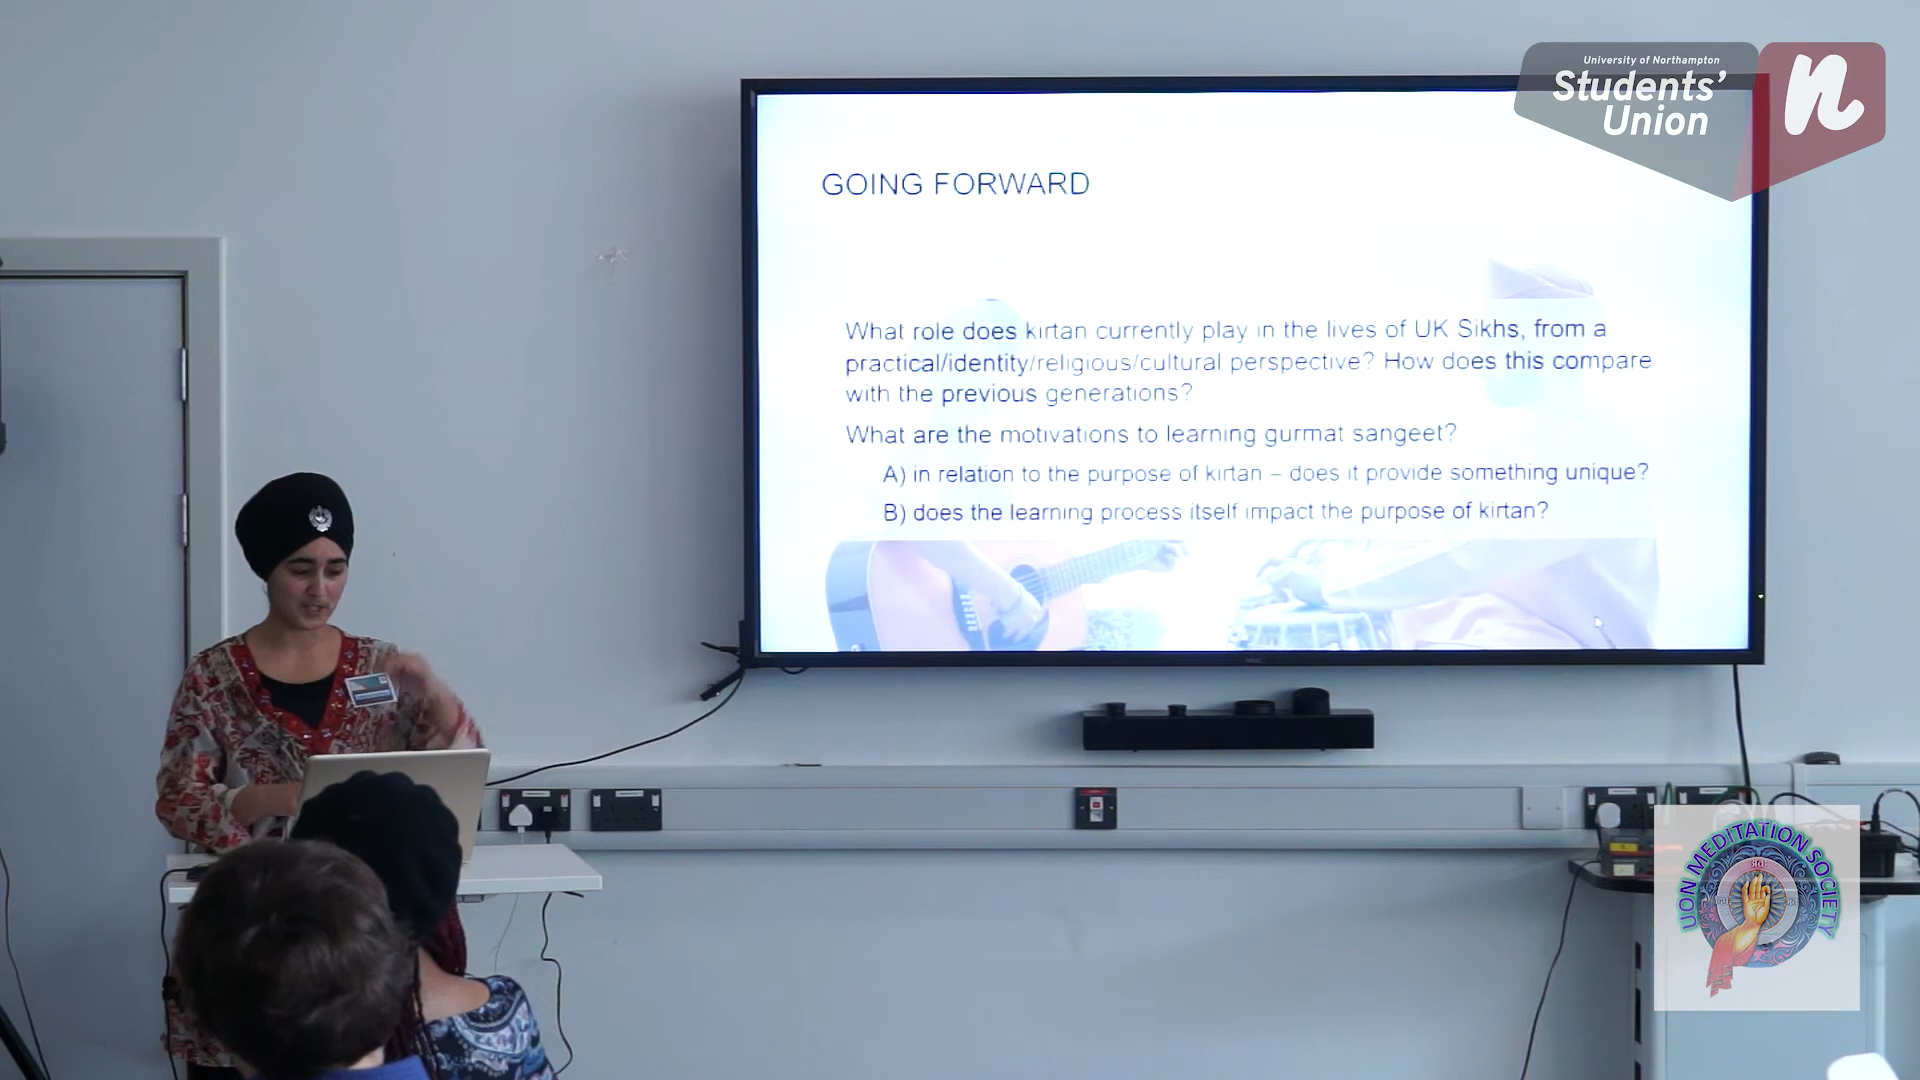 University of Northampton
Students'
Union
n
GOING FORWARD
What role does kirtan currently play in the lives of UK Sikhs, from a
practical/identity/religious/cultural perspective? How does this compare
with the previous generations?
What are the motivations to learning gurmat sangeet?
A) in relation to the purpose of kirtan – does it provide something unique?
B) does the learning process itself impact the purpose of kirtan?
UON MEDITATION SOCIETY